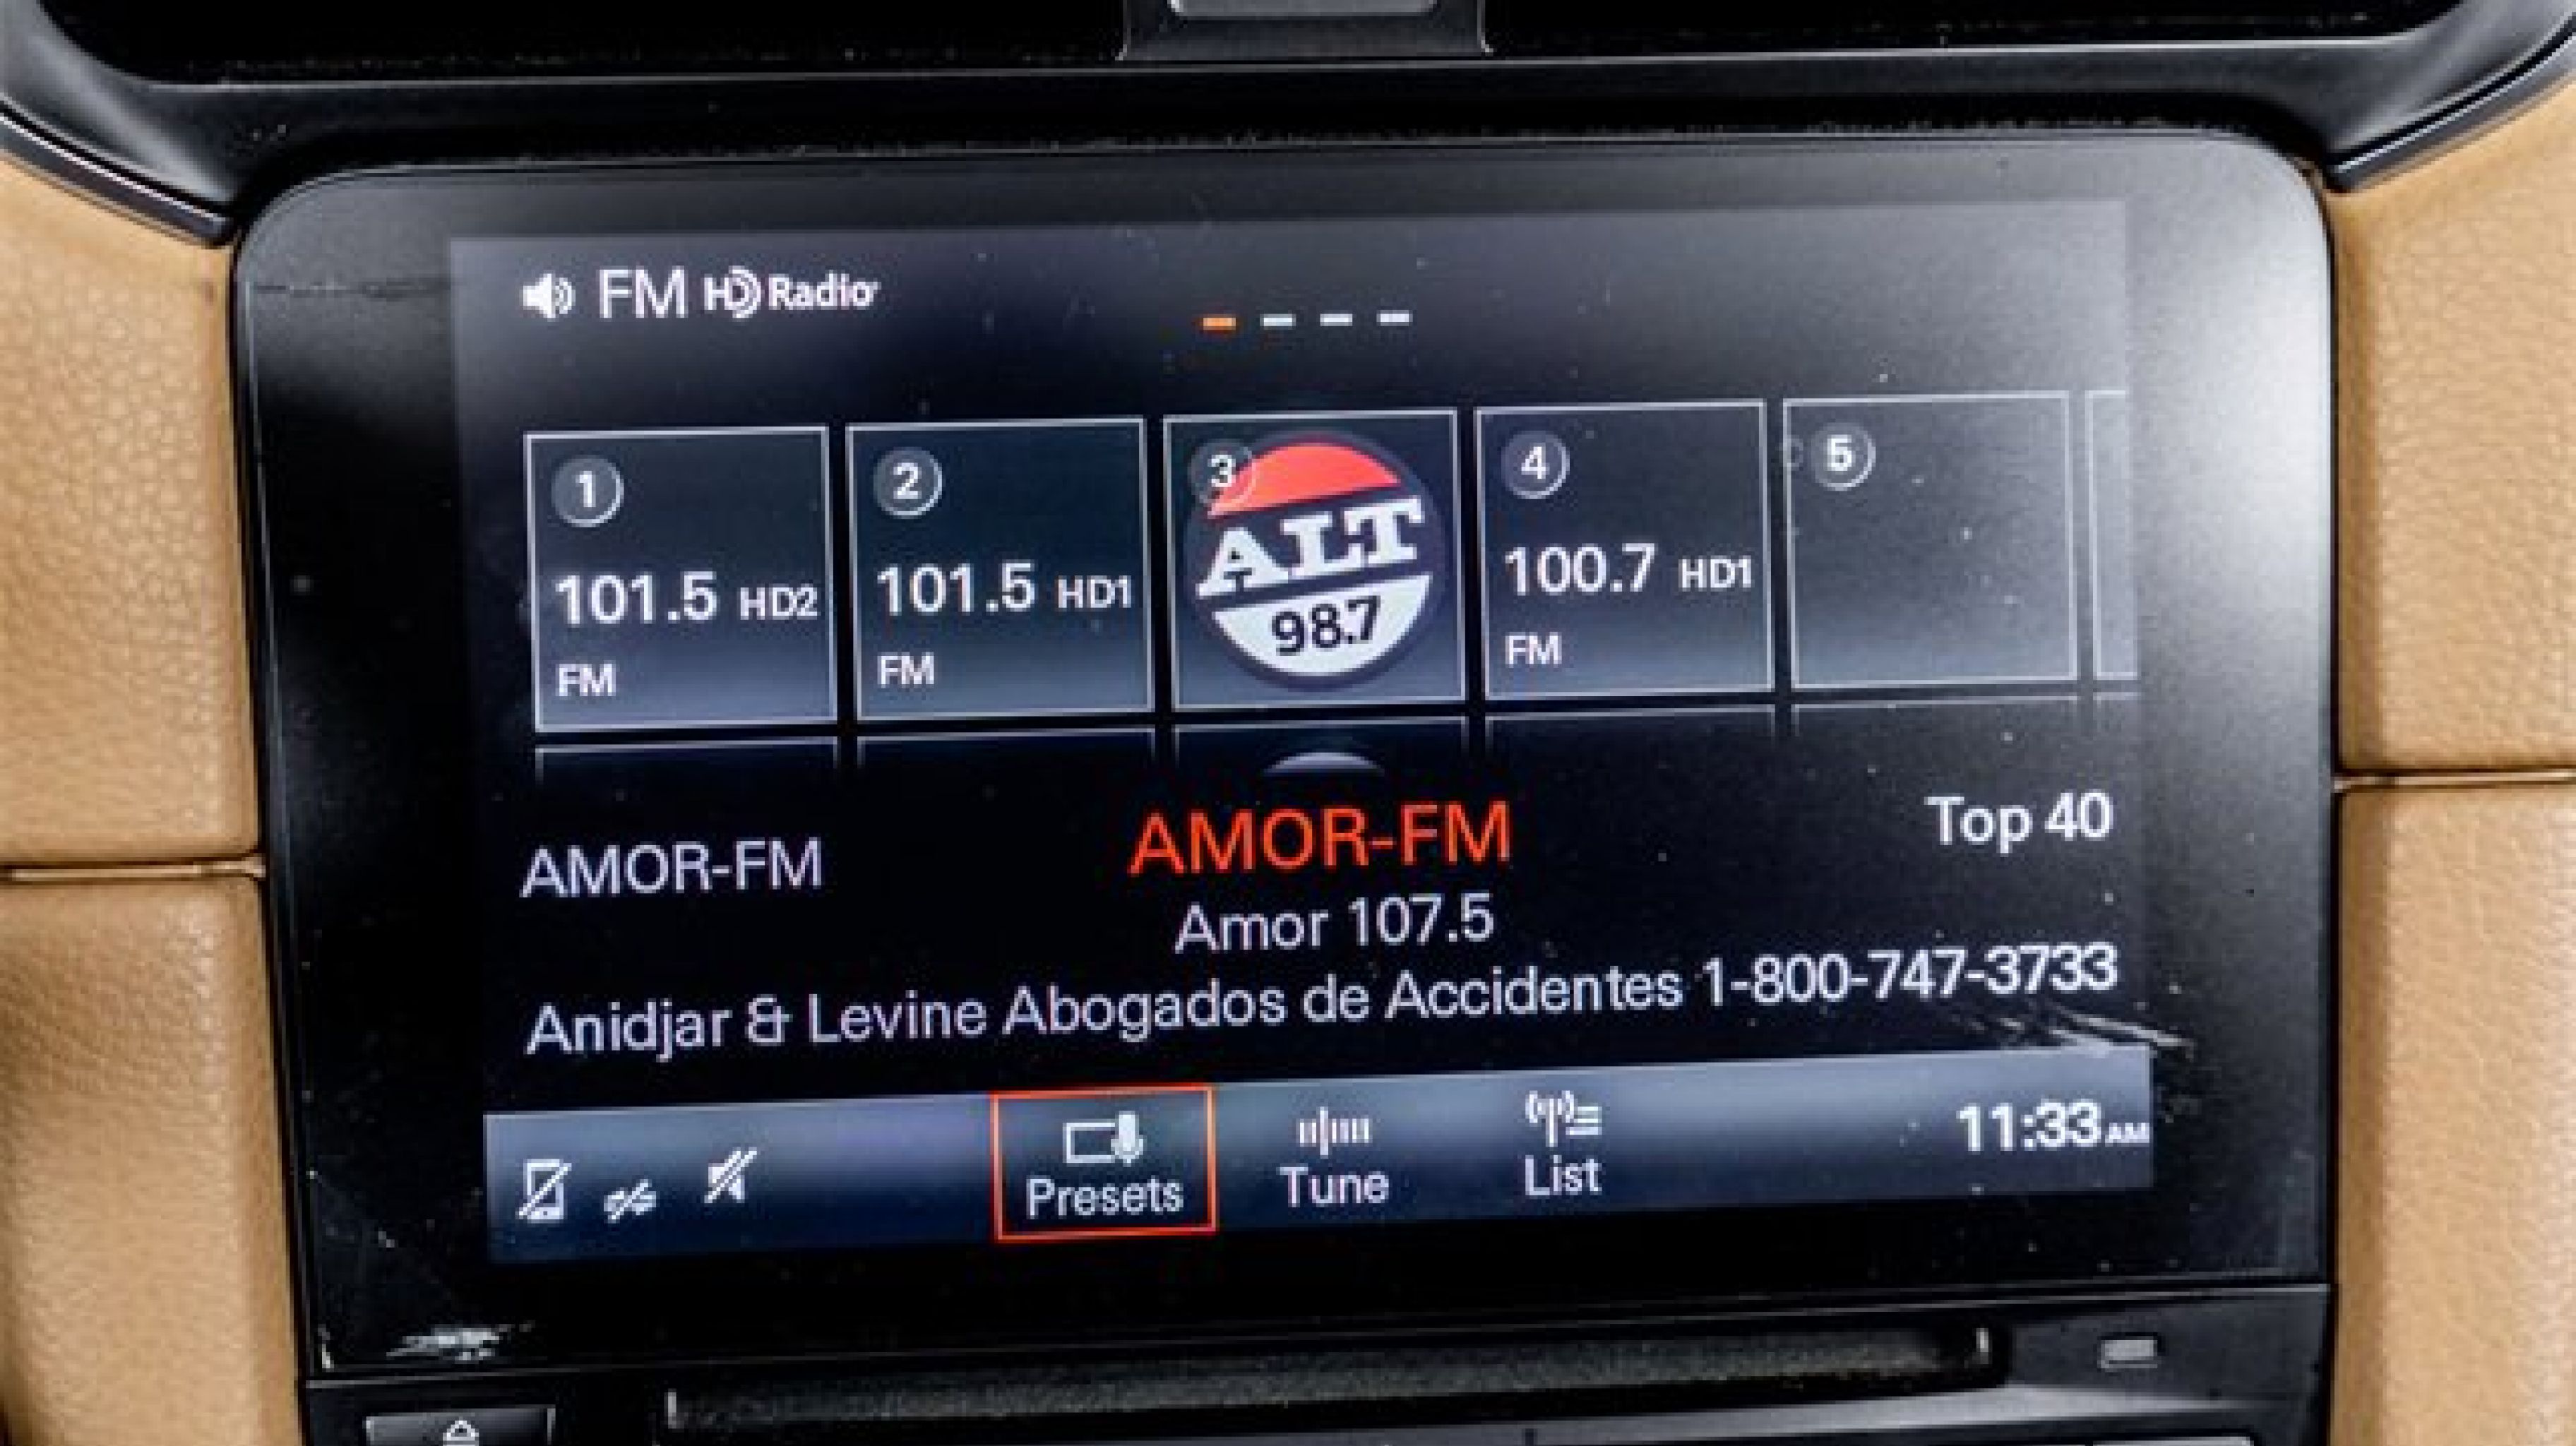 FM HD Radio
1
101.5 HD2
FM
2
101.5 HD1
FM
3
ALT
98.7
4
100.7 HD1
FM
5
AMOR-FM
AMOR-FM
Top 40
Amor 107.5
Anidjar & Levine Abogados de Accidentes 1-800-747-3733
Presets
Tune
List
11:33 AM